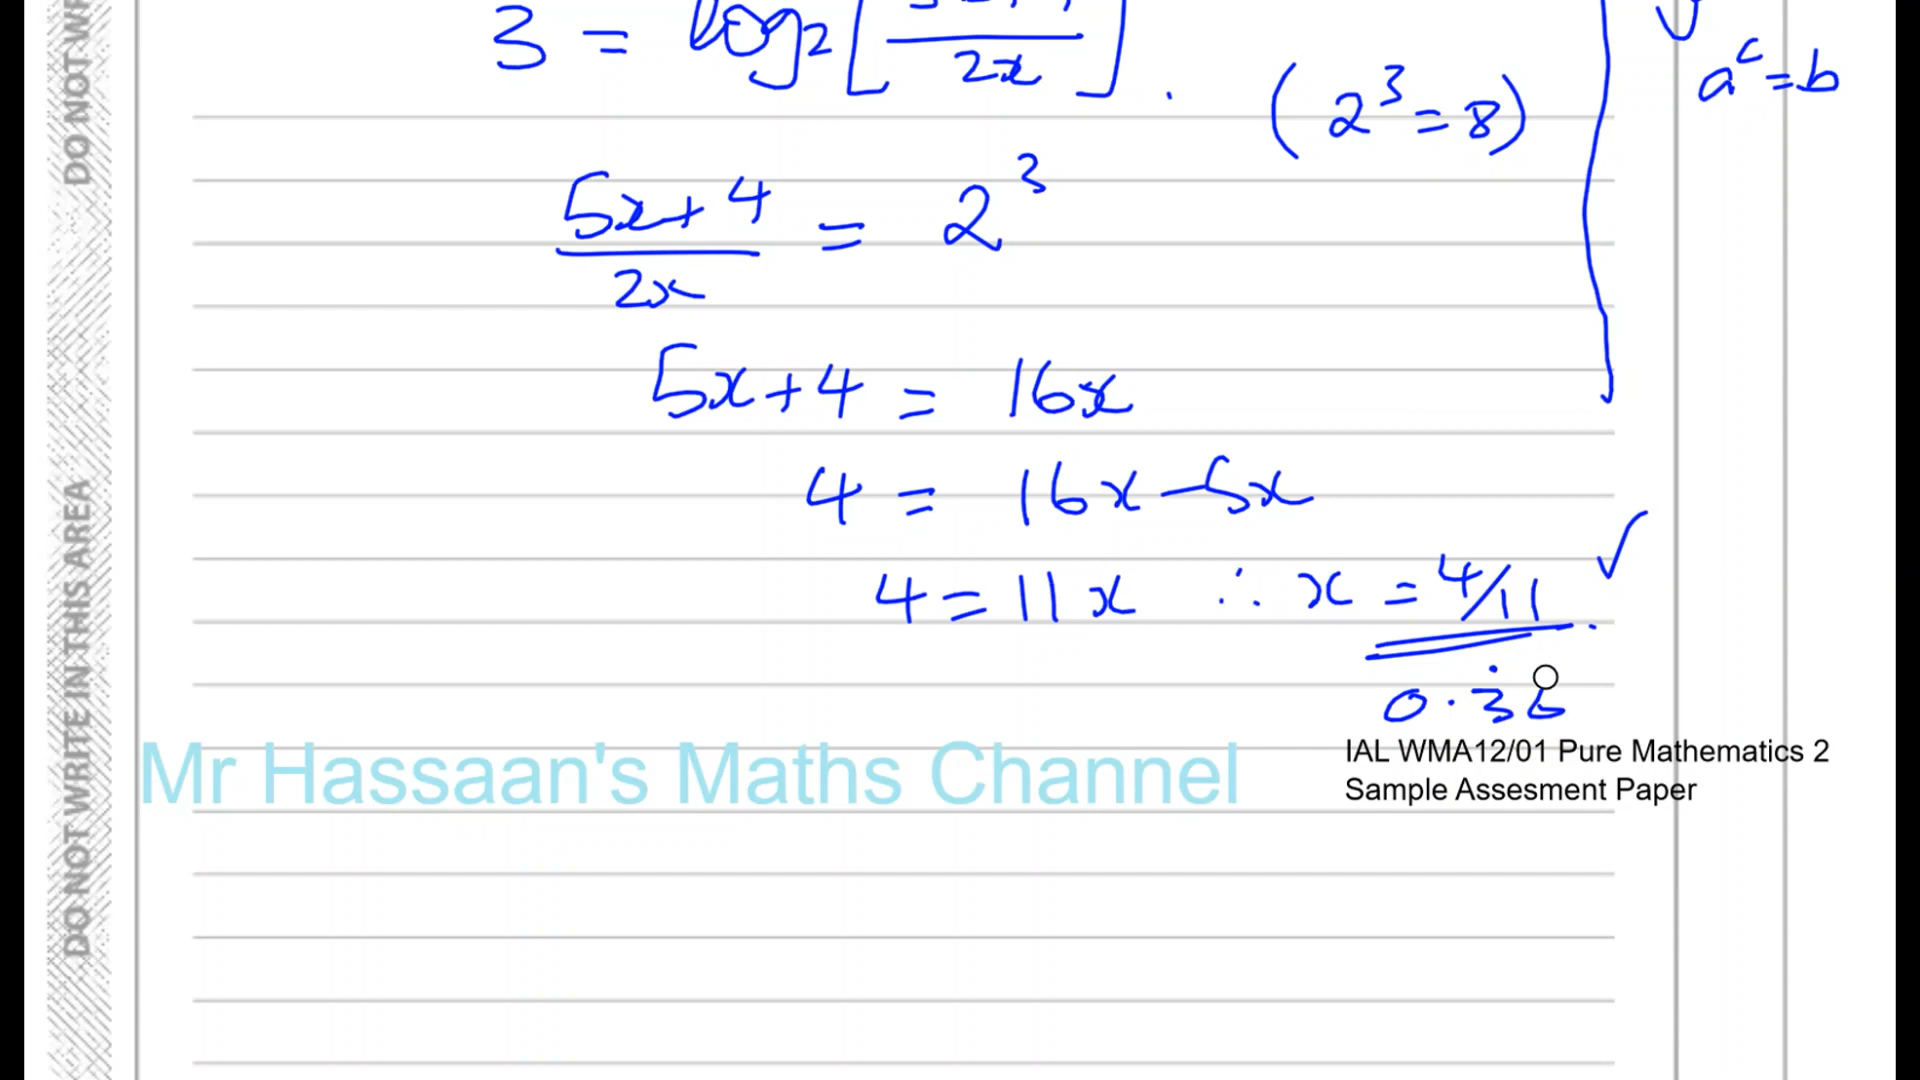 3 = log₂[ / 2x ] .
√
aᶜ = b
(2³ = 8)
5x+4 / 2x = 2³
5x+4 = 16x
4 = 16x - 5x
4 = 11x ∴ x = 4/11 . ✓
0.3̇6
Mr Hassaan's Maths Channel
IAL WMA12/01 Pure Mathematics 2
Sample Assesment Paper
DO NOT WRITE IN THIS AREA
DO NOT WR